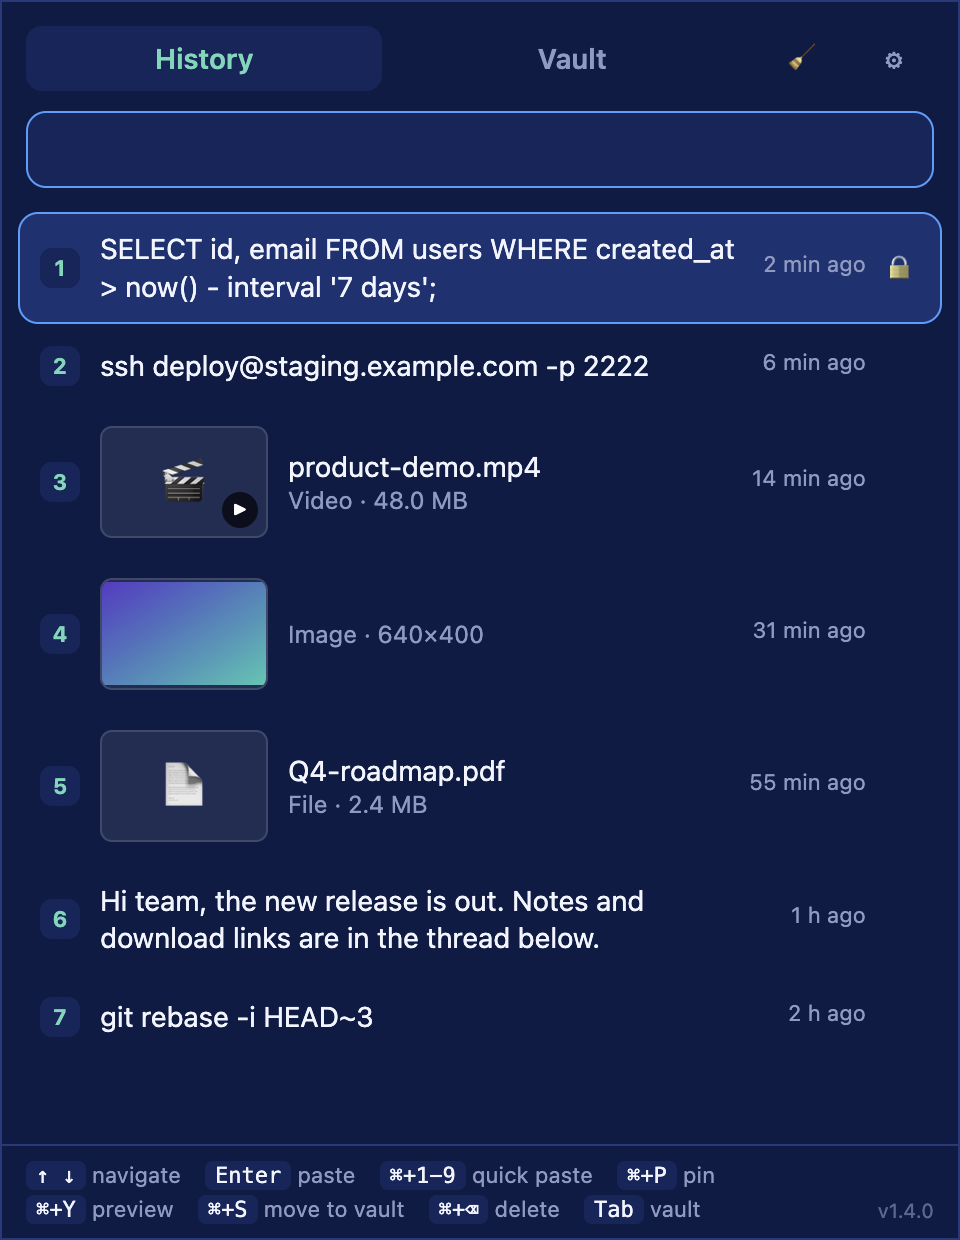 History Vault
1 SELECT id, email FROM users WHERE created_at
> now() - interval '7 days';
2 min ago
2 ssh deploy@staging.example.com -p 2222 6 min ago
3 product-demo.mp4
Video · 48.0 MB
14 min ago
4 Image · 640×400 31 min ago
5 Q4-roadmap.pdf
File · 2.4 MB
55 min ago
6 Hi team, the new release is out. Notes and
download links are in the thread below.
1 h ago
7 git rebase -i HEAD~3 2 h ago
↑ ↓ navigate Enter paste ⌘+1–9 quick paste ⌘+P pin
⌘+Y preview ⌘+S move to vault ⌘+⌫ delete Tab vault v1.4.0